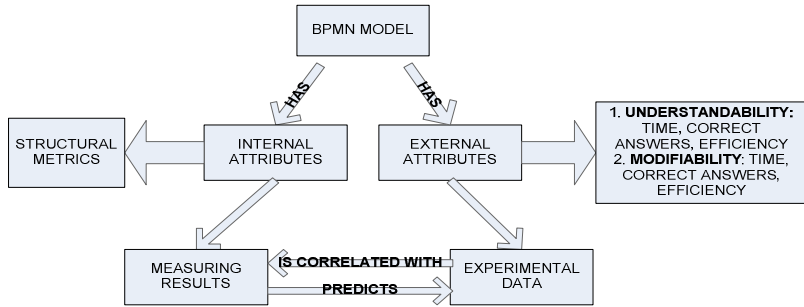 BPMN MODEL
HAS
HAS
STRUCTURAL
METRICS
INTERNAL
ATTRIBUTES
EXTERNAL
ATTRIBUTES
1. UNDERSTANDABILITY:
TIME, CORRECT
ANSWERS, EFFICIENCY
2. MODIFIABILITY: TIME,
CORRECT ANSWERS,
EFFICIENCY
MEASURING
RESULTS
IS CORRELATED WITH
PREDICTS
EXPERIMENTAL
DATA